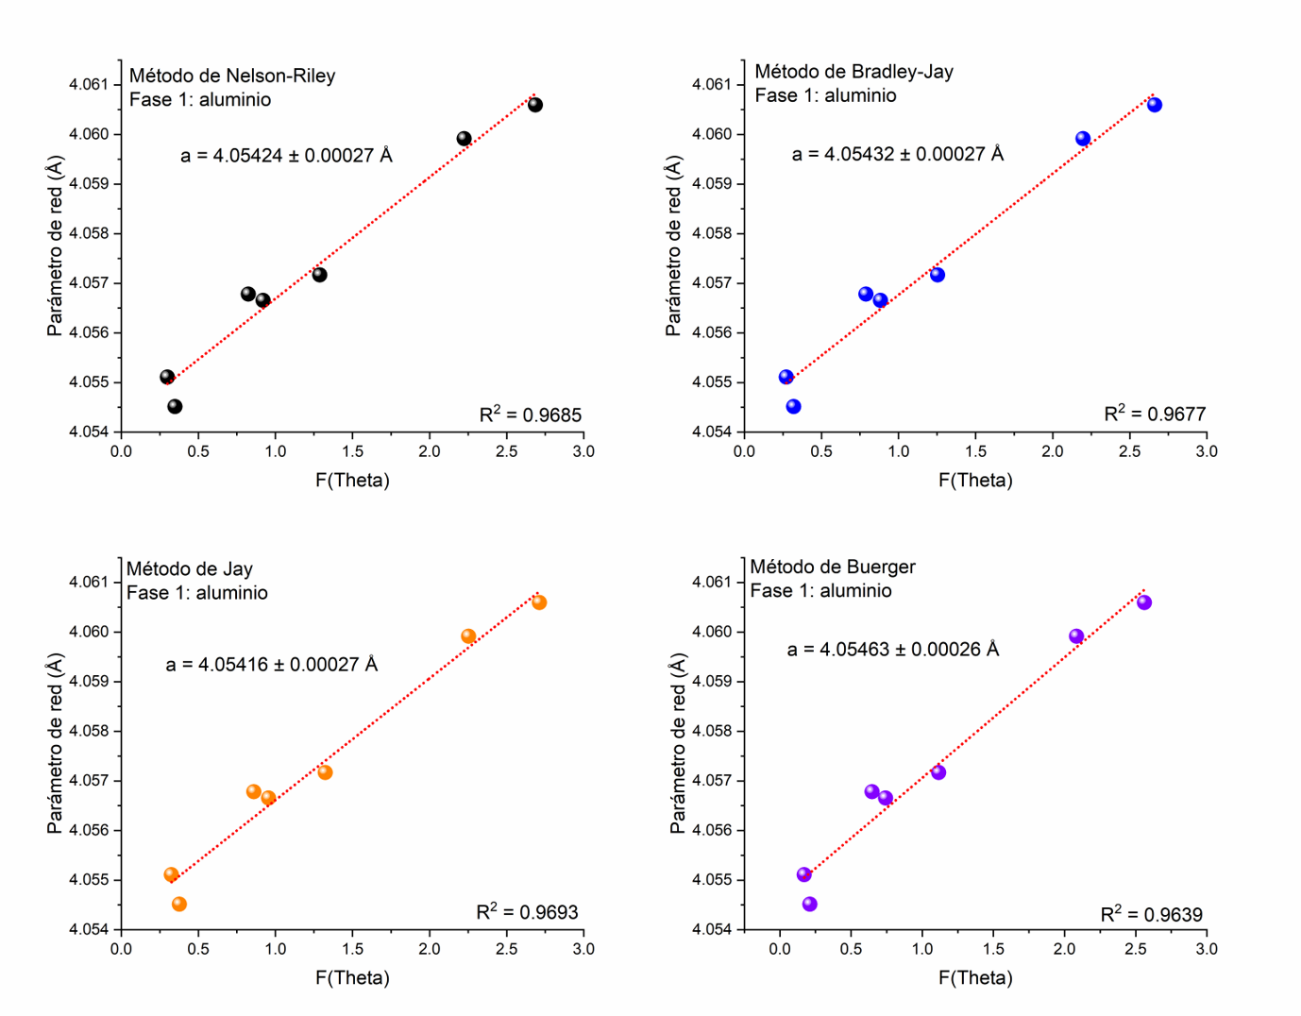 Método de Nelson-Riley
Fase 1: aluminio
a = 4.05424 ± 0.00027 Å
R² = 0.9685
Parámetro de red (Å)
4.061
4.060
4.059
4.058
4.057
4.056
4.055
4.054
0.0 0.5 1.0 1.5 2.0 2.5 3.0
F(Theta)
Método de Bradley-Jay
Fase 1: aluminio
a = 4.05432 ± 0.00027 Å
R² = 0.9677
Parámetro de red (Å)
4.061
4.060
4.059
4.058
4.057
4.056
4.055
4.054
0.0 0.5 1.0 1.5 2.0 2.5 3.0
F(Theta)
Método de Jay
Fase 1: aluminio
a = 4.05416 ± 0.00027 Å
R² = 0.9693
Parámetro de red (Å)
4.061
4.060
4.059
4.058
4.057
4.056
4.055
4.054
0.0 0.5 1.0 1.5 2.0 2.5 3.0
F(Theta)
Método de Buerger
Fase 1: aluminio
a = 4.05463 ± 0.00026 Å
R² = 0.9639
Parámetro de red (Å)
4.061
4.060
4.059
4.058
4.057
4.056
4.055
4.054
0.0 0.5 1.0 1.5 2.0 2.5 3.0
F(Theta)